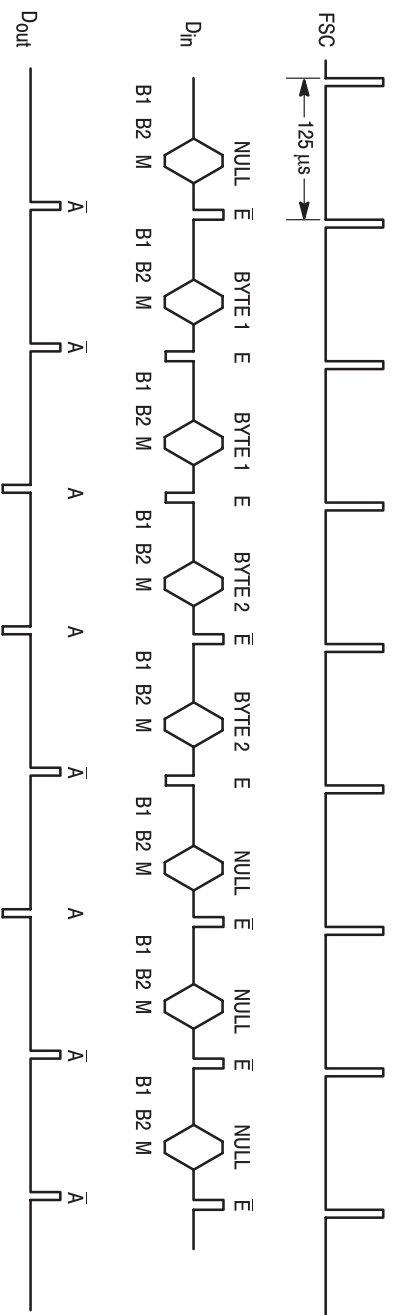 FSC
125 µs
NULL E̅ BYTE 1 E BYTE 1 E BYTE 2 E̅ BYTE 2 E NULL E̅ NULL E̅ NULL E̅
Din
B1 B2 M B1 B2 M B1 B2 M B1 B2 M B1 B2 M B1 B2 M B1 B2 M B1 B2 M
A̅ A̅ A A A̅ A A̅ A̅
Dout